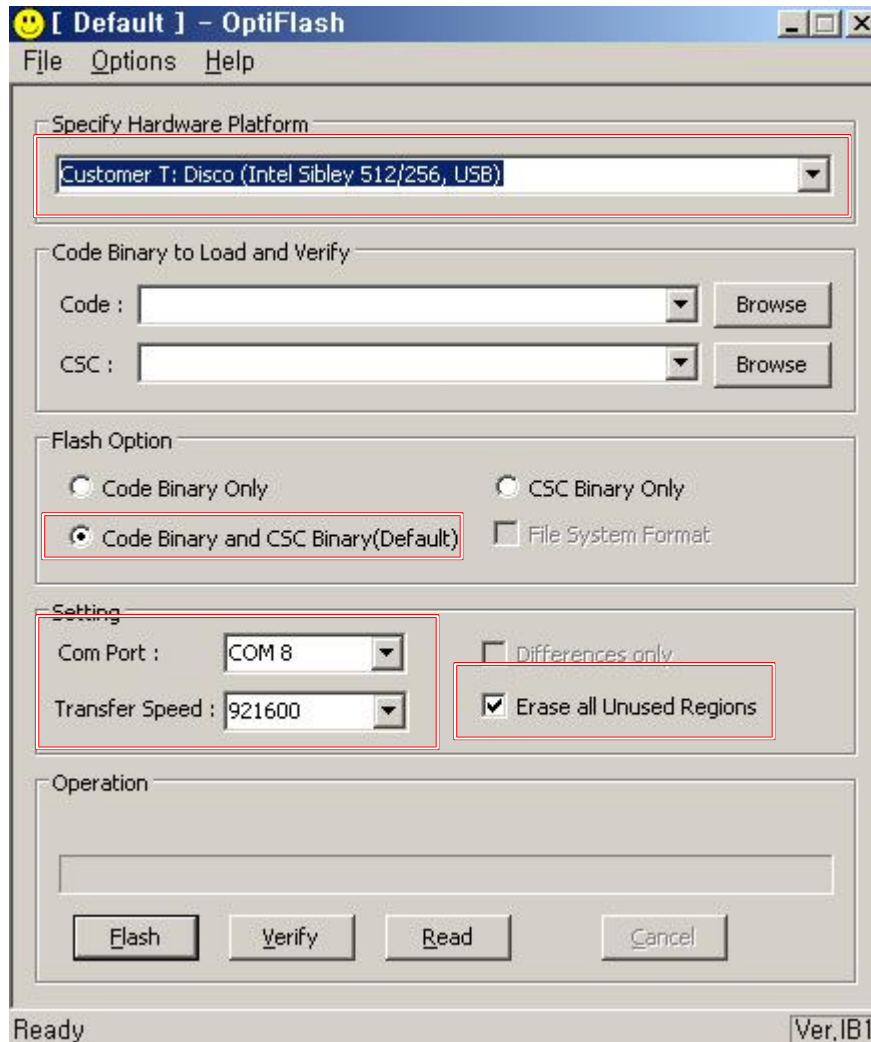 [ Default ] - OptiFlash
File Options Help
Specify Hardware Platform
Customer T: Disco (Intel Sibley 512/256, USB)
Code Binary to Load and Verify
Code : Browse
CSC : Browse
Flash Option
Code Binary Only CSC Binary Only
Code Binary and CSC Binary(Default) File System Format
Setting
Com Port : COM 8 Differences only
Transfer Speed : 921600 Erase all Unused Regions
Operation
Flash Verify Read Cancel
Ready Ver,IB1